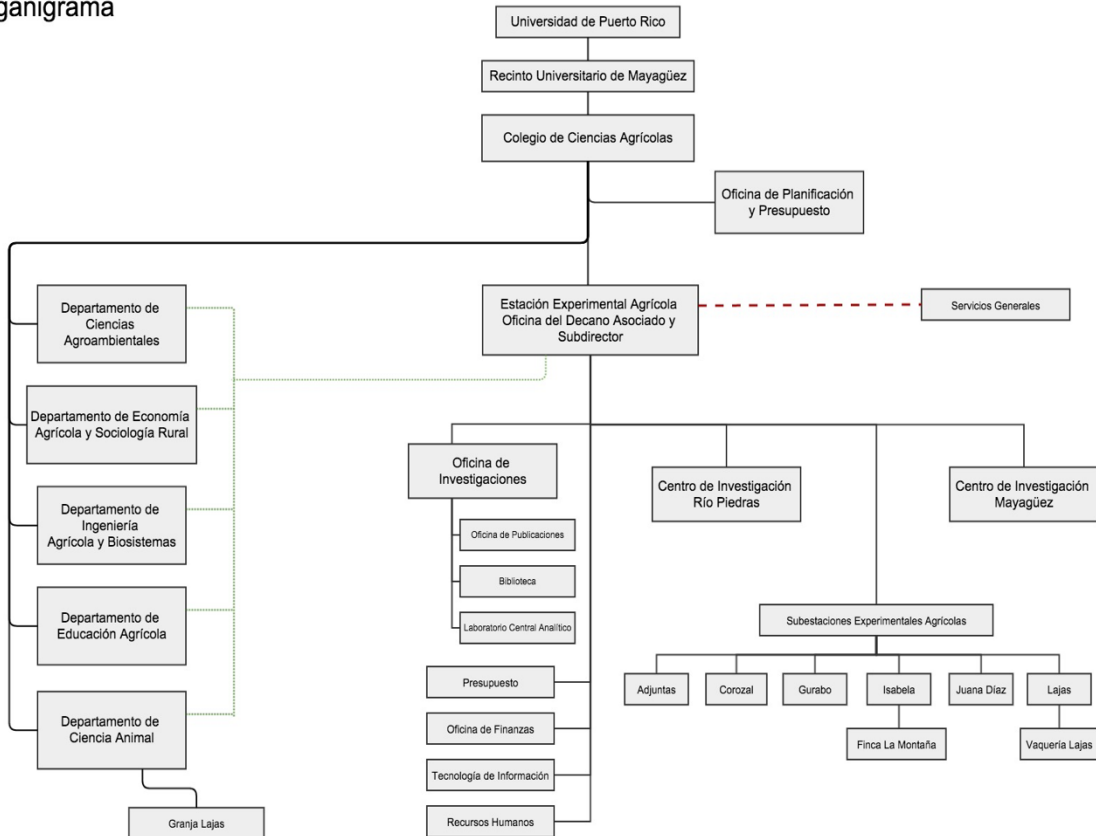 ganigrama
Universidad de Puerto Rico
Recinto Universitario de Mayagüez
Colegio de Ciencias Agrícolas
Oficina de Planificación
y Presupuesto
Departamento de
Ciencias
Agroambientales
Estación Experimental Agrícola
Oficina del Decano Asociado y
Subdirector
Servicios Generales
Departamento de Economía
Agrícola y Sociología Rural
Departamento de
Ingeniería
Agrícola y Biosistemas
Departamento de
Educación Agrícola
Departamento de
Ciencia Animal
Granja Lajas
Oficina de
Investigaciones
Oficina de Publicaciones
Biblioteca
Laboratorio Central Analítico
Presupuesto
Oficina de Finanzas
Tecnología de Información
Recursos Humanos
Centro de Investigación
Río Piedras
Centro de Investigación
Mayagüez
Subestaciones Experimentales Agrícolas
Adjuntas
Corozal
Gurabo
Isabela
Juana Díaz
Lajas
Finca La Montaña
Vaquería Lajas